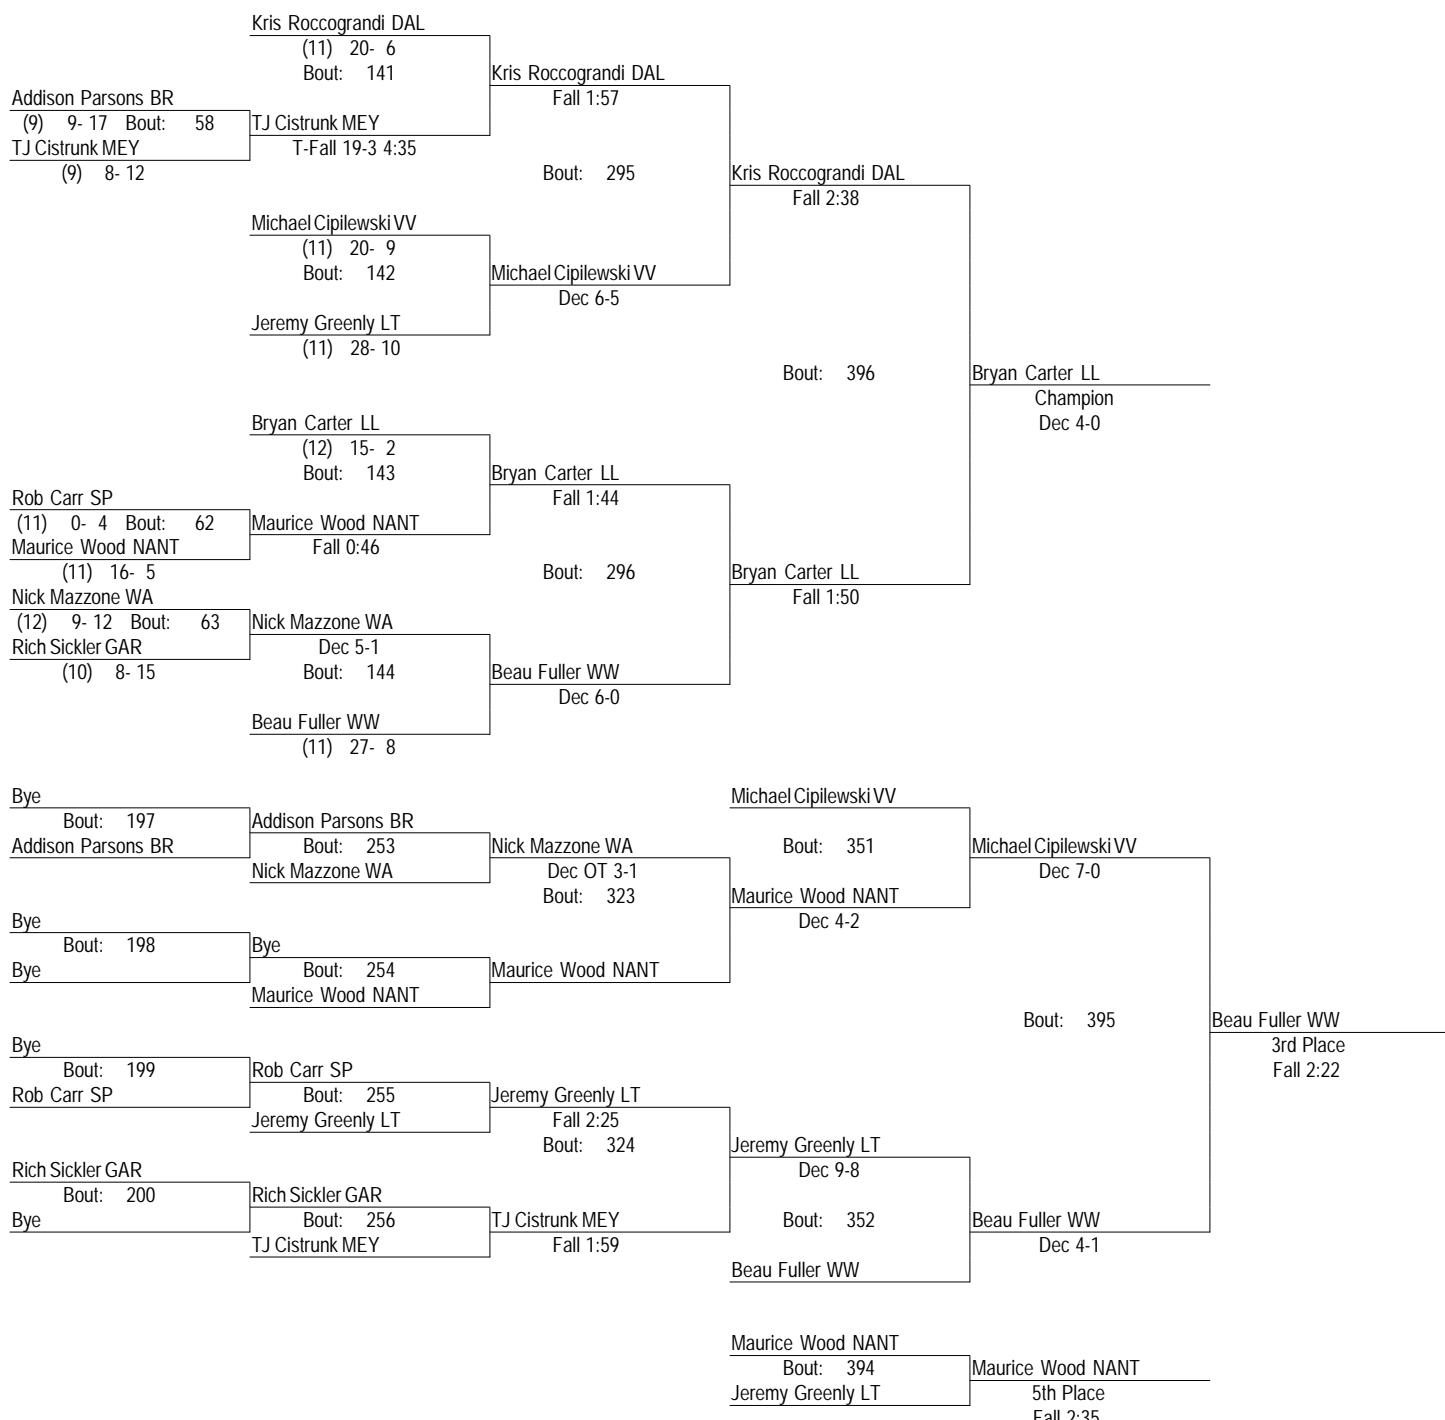 Kris Roccograndi DAL
(11) 20- 6
Bout: 141 Kris Roccograndi DAL
Addison Parsons BR Fall 1:57
(9) 9- 17 Bout: 58 TJ Cistrunk MEY
TJ Cistrunk MEY T-Fall 19-3 4:35
(9) 8- 12 Bout: 295 Kris Roccograndi DAL
Fall 2:38
Michael Cipilewski VV
(11) 20- 9
Bout: 142 Michael Cipilewski VV
Dec 6-5
Jeremy Greenly LT
(11) 28- 10
Bout: 396 Bryan Carter LL
Champion
Bryan Carter LL Dec 4-0
(12) 15- 2
Bout: 143 Bryan Carter LL
Rob Carr SP Fall 1:44
(11) 0- 4 Bout: 62 Maurice Wood NANT
Maurice Wood NANT Fall 0:46
(11) 16- 5 Bout: 296 Bryan Carter LL
Nick Mazzone WA Fall 1:50
(12) 9- 12 Bout: 63 Nick Mazzone WA
Rich Sickler GAR Dec 5-1
(10) 8- 15 Bout: 144 Beau Fuller WW
Dec 6-0
Beau Fuller WW
(11) 27- 8
Bye Michael Cipilewski VV
Bout: 197 Addison Parsons BR
Addison Parsons BR Bout: 253 Nick Mazzone WA Bout: 351 Michael Cipilewski VV
Nick Mazzone WA Dec OT 3-1 Dec 7-0
Bout: 323 Maurice Wood NANT
Bye Dec 4-2
Bout: 198 Bye
Bye Bout: 254 Maurice Wood NANT
Maurice Wood NANT
Bout: 395 Beau Fuller WW
Bye 3rd Place
Bout: 199 Rob Carr SP Fall 2:22
Rob Carr SP Bout: 255 Jeremy Greenly LT
Jeremy Greenly LT Fall 2:25
Bout: 324 Jeremy Greenly LT
Rich Sickler GAR Dec 9-8
Bout: 200 Rich Sickler GAR
Bye Bout: 256 TJ Cistrunk MEY Bout: 352 Beau Fuller WW
TJ Cistrunk MEY Fall 1:59 Dec 4-1
Beau Fuller WW
Maurice Wood NANT
Bout: 394 Maurice Wood NANT
Jeremy Greenly LT 5th Place
Fall 2:35